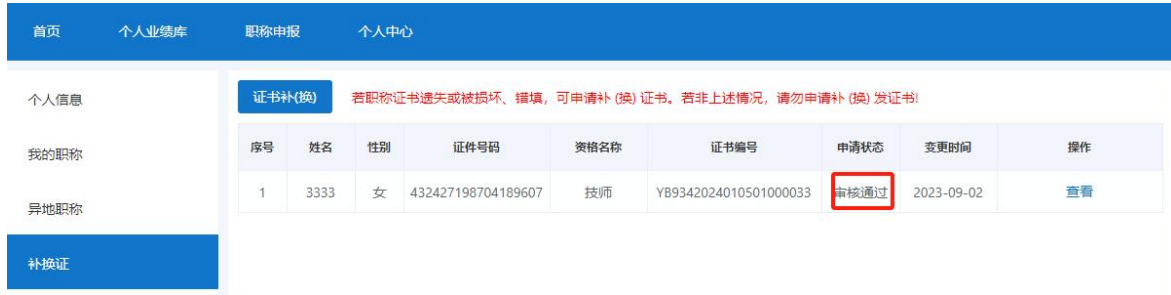 首页 个人业绩库 职称申报 个人中心
个人信息
我的职称
异地职称
补换证
证书补(换) 若职称证书遗失或被损坏、错填，可申请补 (换) 证书。若非上述情况，请勿申请补 (换) 发证书!
序号 姓名 性别 证件号码 资格名称 证书编号 申请状态 变更时间 操作
1 3333 女 432427198704189607 技师 YB9342024010501000033 审核通过 2023-09-02 查看